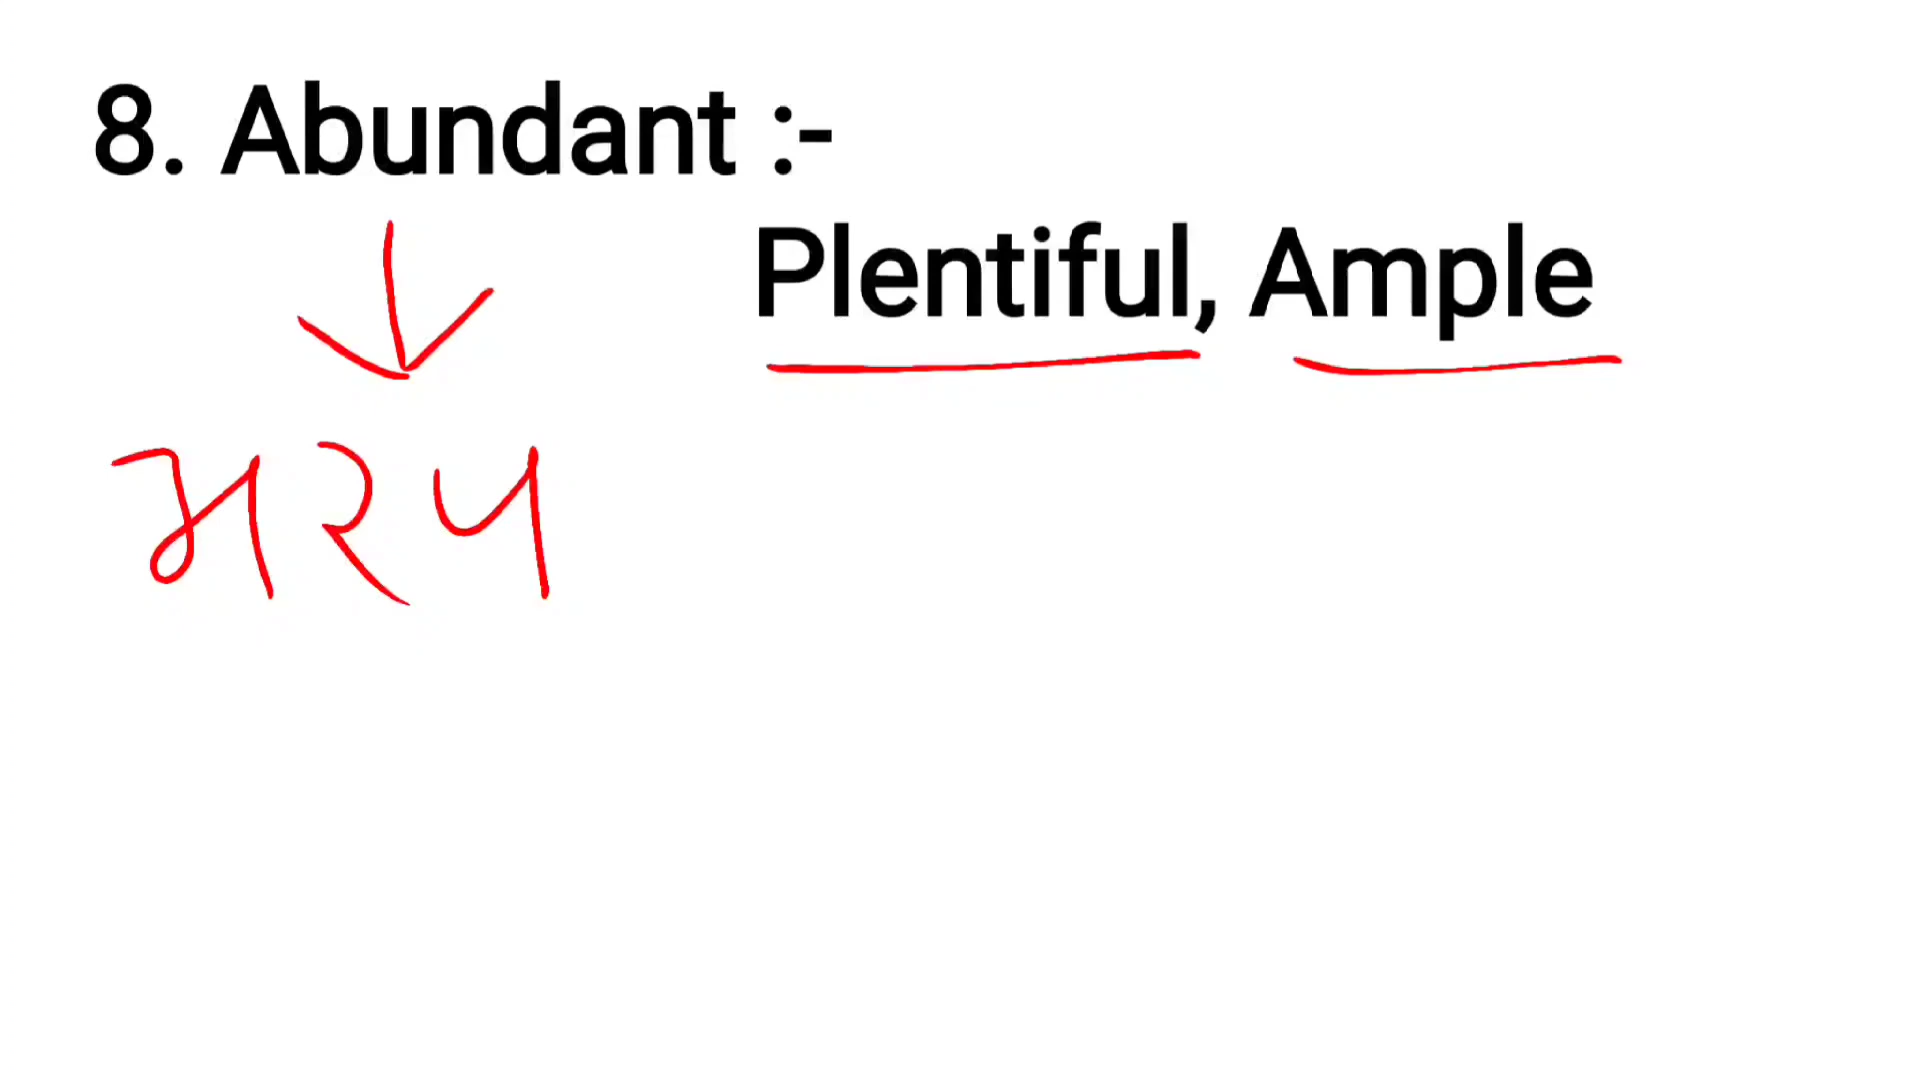 8. Abundant :-
Plentiful, Ample
भरप